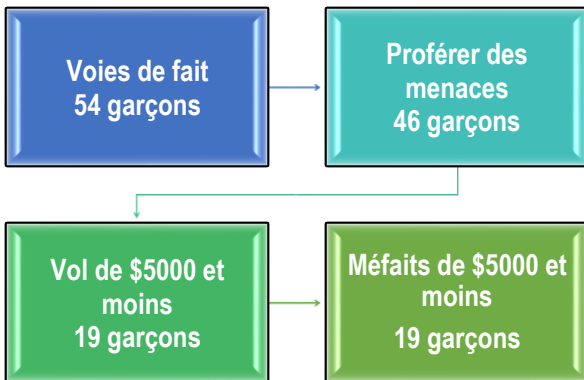 Voies de fait
54 garçons
Proférer des
menaces
46 garçons
Vol de $5000 et
moins
19 garçons
Méfaits de $5000 et
moins
19 garçons